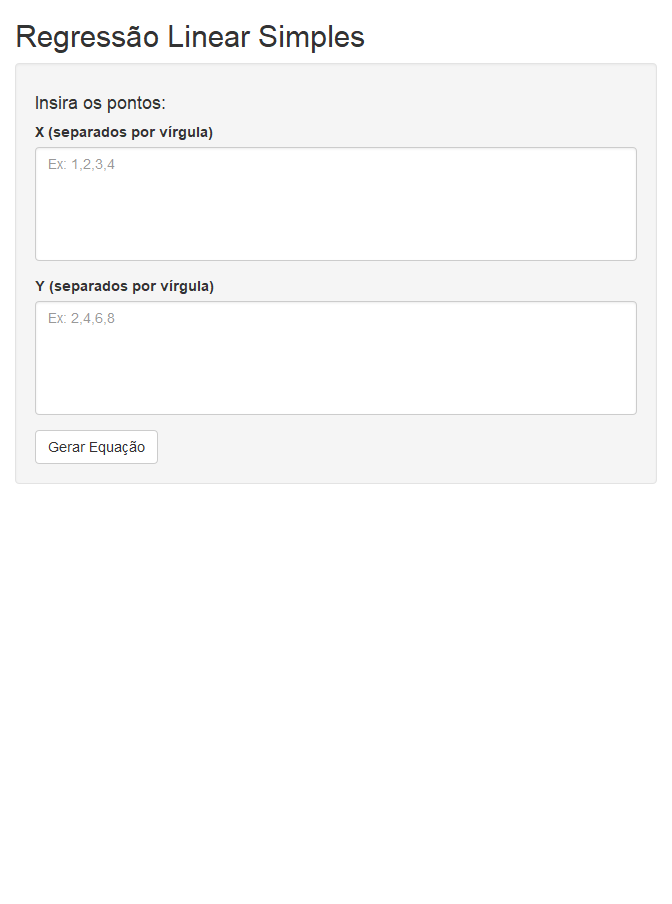 Regressão Linear Simples
Insira os pontos:
X (separados por vírgula)
Ex: 1,2,3,4
Y (separados por vírgula)
Ex: 2,4,6,8
Gerar Equação